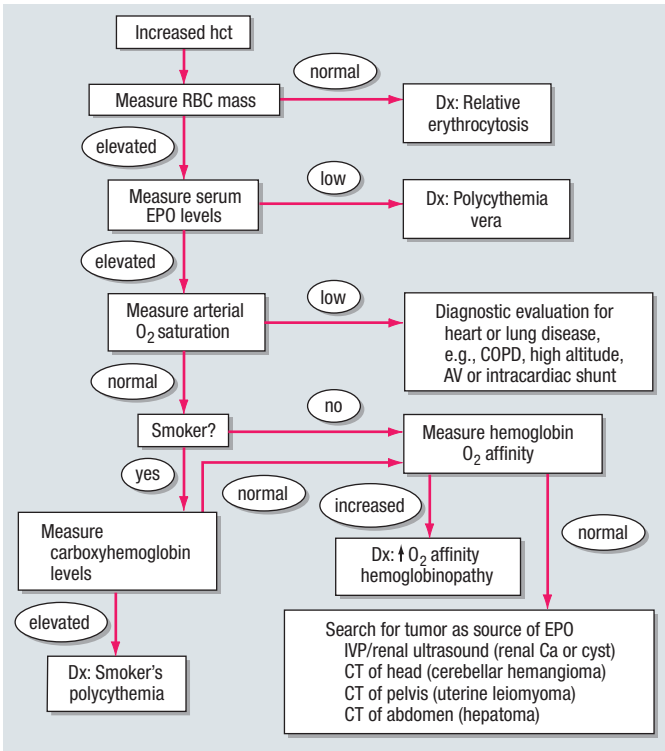 Increased hct
normal
Measure RBC mass
Dx: Relative
erythrocytosis
elevated
low
Measure serum
EPO levels
Dx: Polycythemia
vera
elevated
low
Measure arterial
O2 saturation
Diagnostic evaluation for
heart or lung disease,
e.g., COPD, high altitude,
AV or intracardiac shunt
normal
no
Smoker?
Measure hemoglobin
O2 affinity
yes
normal
increased
normal
Measure
carboxyhemoglobin
levels
Dx: ↑ O2 affinity
hemoglobinopathy
elevated
Dx: Smoker's
polycythemia
Search for tumor as source of EPO
IVP/renal ultrasound (renal Ca or cyst)
CT of head (cerebellar hemangioma)
CT of pelvis (uterine leiomyoma)
CT of abdomen (hepatoma)